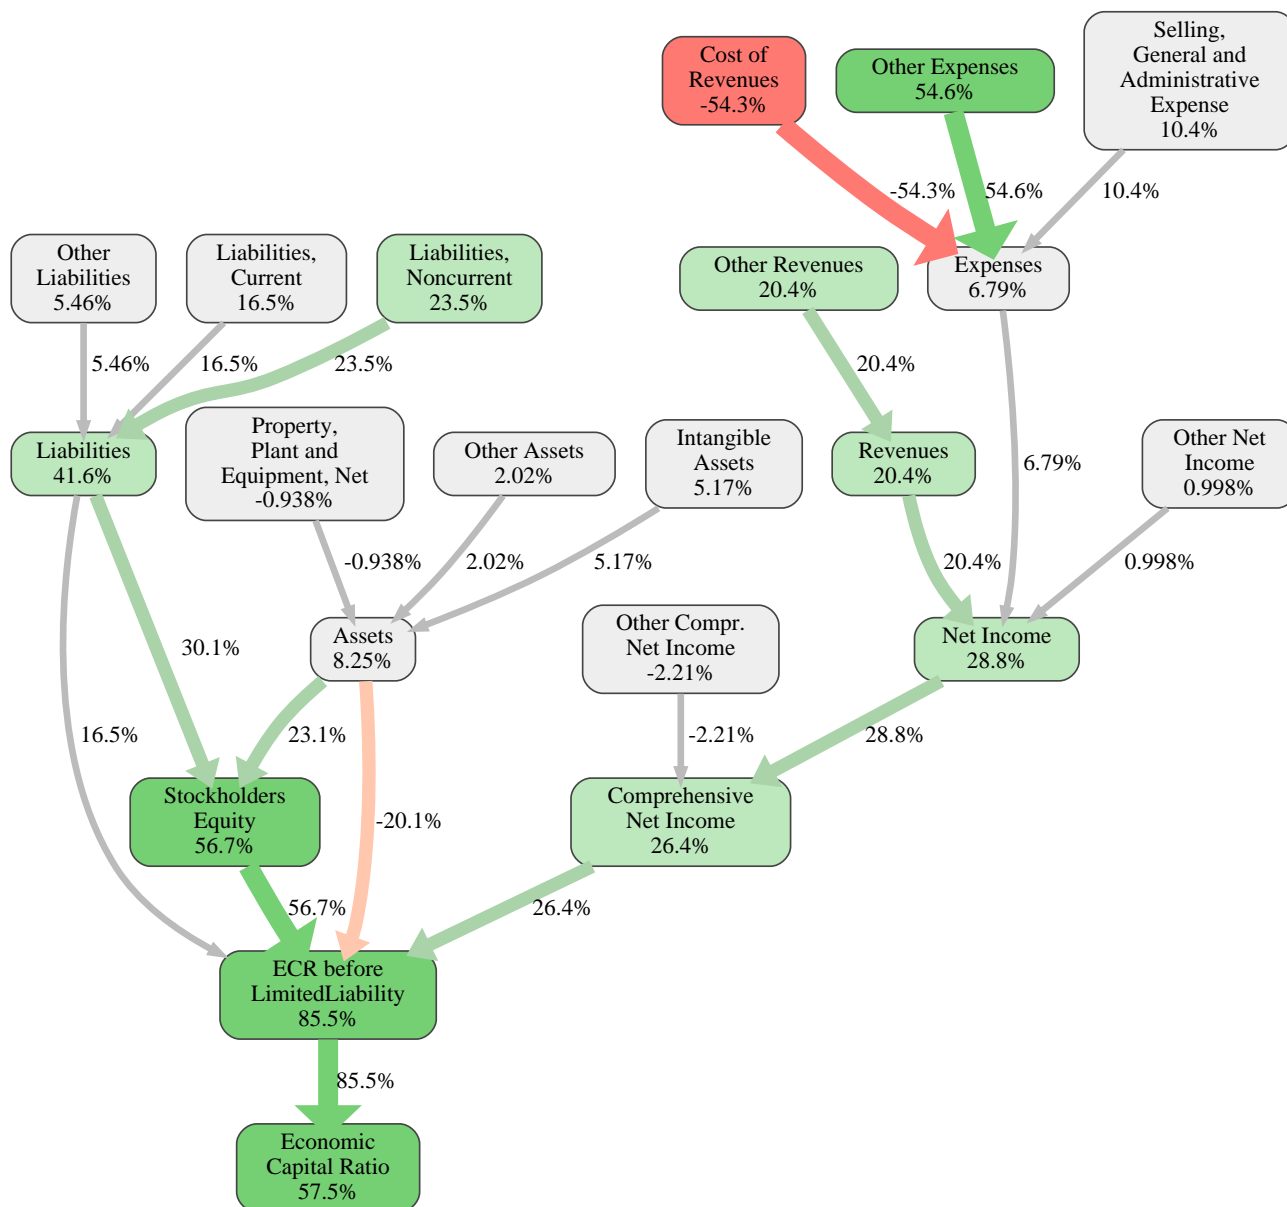 Cost of
Revenues
-54.3%
Other Expenses
54.6%
Selling,
General and
Administrative
Expense
10.4%
-54.3%
54.6%
10.4%
Other
Liabilities
5.46%
Liabilities,
Current
16.5%
Liabilities,
Noncurrent
23.5%
Other Revenues
20.4%
Expenses
6.79%
5.46%
16.5%
23.5%
20.4%
Liabilities
41.6%
Property,
Plant and
Equipment, Net
-0.938%
Other Assets
2.02%
Intangible
Assets
5.17%
Revenues
20.4%
6.79%
Other Net
Income
0.998%
-0.938%
2.02%
5.17%
20.4%
0.998%
Assets
8.25%
Other Compr.
Net Income
-2.21%
Net Income
28.8%
30.1%
16.5%
23.1%
-2.21%
28.8%
Stockholders
Equity
56.7%
-20.1%
Comprehensive
Net Income
26.4%
56.7%
26.4%
ECR before
LimitedLiability
85.5%
85.5%
Economic
Capital Ratio
57.5%